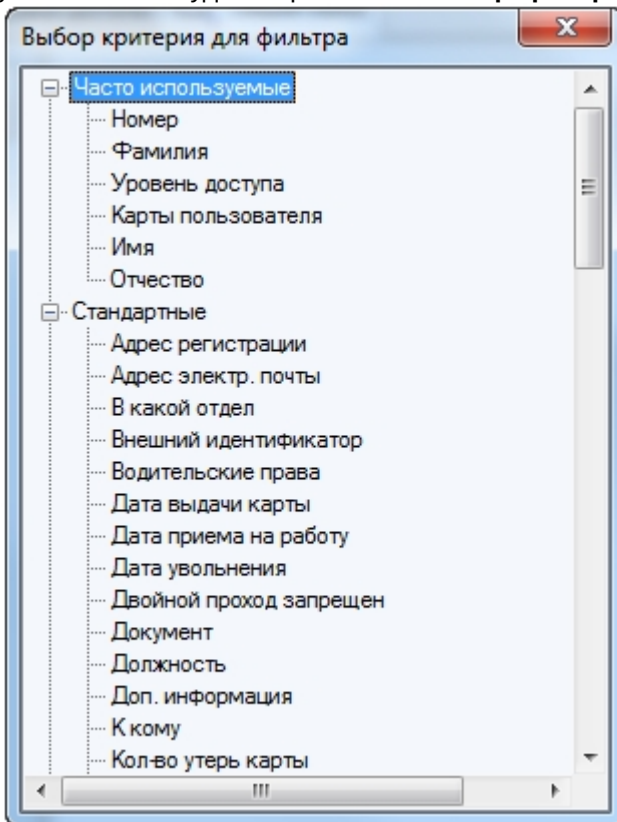 Выбор критерия для фильтра
Часто используемые
Номер
Фамилия
Уровень доступа
Карты пользователя
Имя
Отчество
Стандартные
Адрес регистрации
Адрес электр. почты
В какой отдел
Внешний идентификатор
Водительские права
Дата выдачи карты
Дата приема на работу
Дата увольнения
Двойной проход запрещен
Документ
Должность
Доп. информация
К кому
Кол-во утерь карты